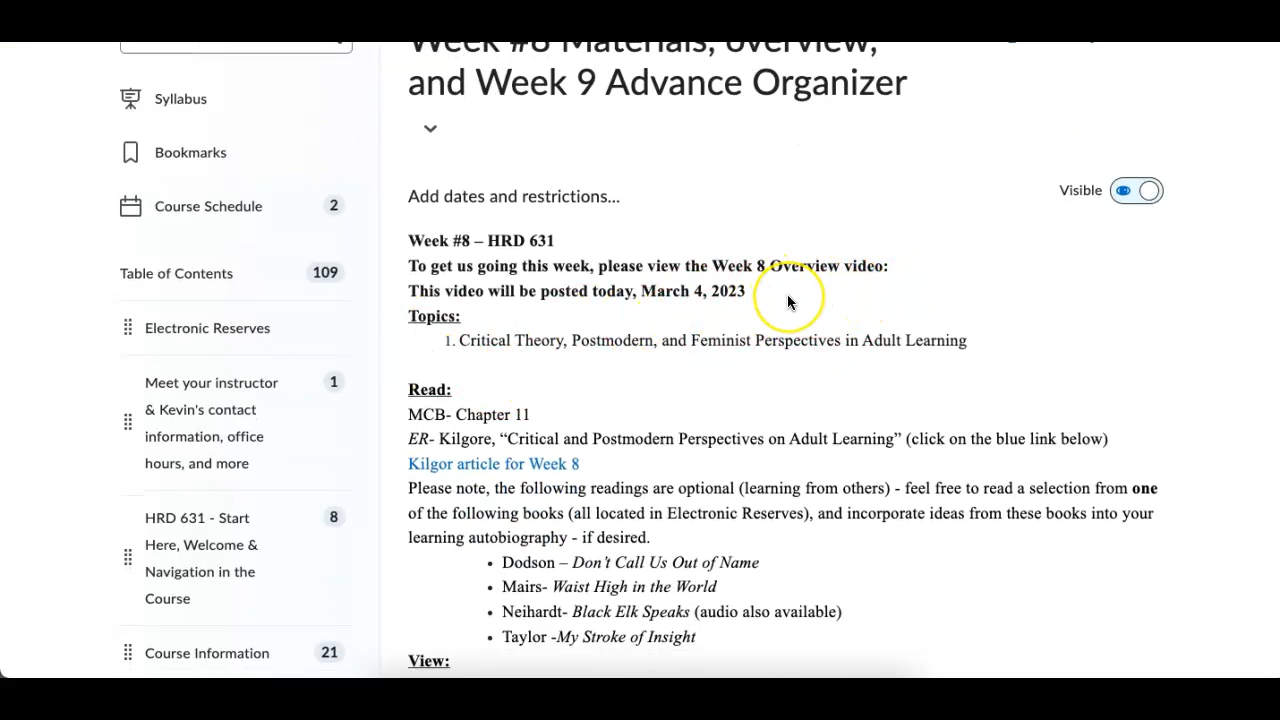 Week #8 Materials, overview,
and Week 9 Advance Organizer
Syllabus
Bookmarks
Course Schedule 2
Table of Contents 109
Electronic Reserves
Meet your instructor 1
& Kevin's contact
information, office
hours, and more
HRD 631 - Start 8
Here, Welcome &
Navigation in the
Course
Course Information 21
Add dates and restrictions...
Visible
Week #8 – HRD 631
To get us going this week, please view the Week 8 Overview video:
This video will be posted today, March 4, 2023
Topics:
1. Critical Theory, Postmodern, and Feminist Perspectives in Adult Learning
Read:
MCB- Chapter 11
ER- Kilgore, “Critical and Postmodern Perspectives on Adult Learning” (click on the blue link below)
Kilgor article for Week 8
Please note, the following readings are optional (learning from others) - feel free to read a selection from one
of the following books (all located in Electronic Reserves), and incorporate ideas from these books into your
learning autobiography - if desired.
• Dodson – Don’t Call Us Out of Name
• Mairs- Waist High in the World
• Neihardt- Black Elk Speaks (audio also available)
• Taylor -My Stroke of Insight
View: